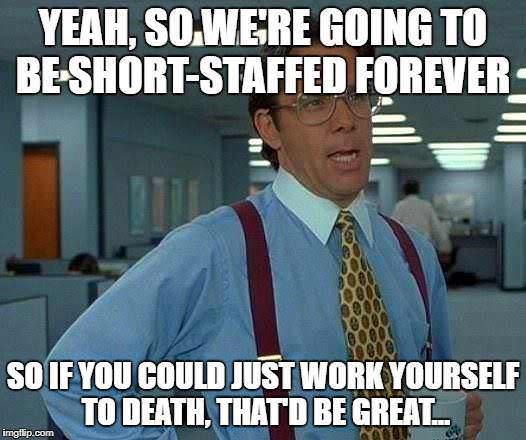 YEAH, SO WE'RE GOING TO
BE SHORT-STAFFED FOREVER
SO IF YOU COULD JUST WORK YOURSELF
TO DEATH, THAT'D BE GREAT...
imgflip.com